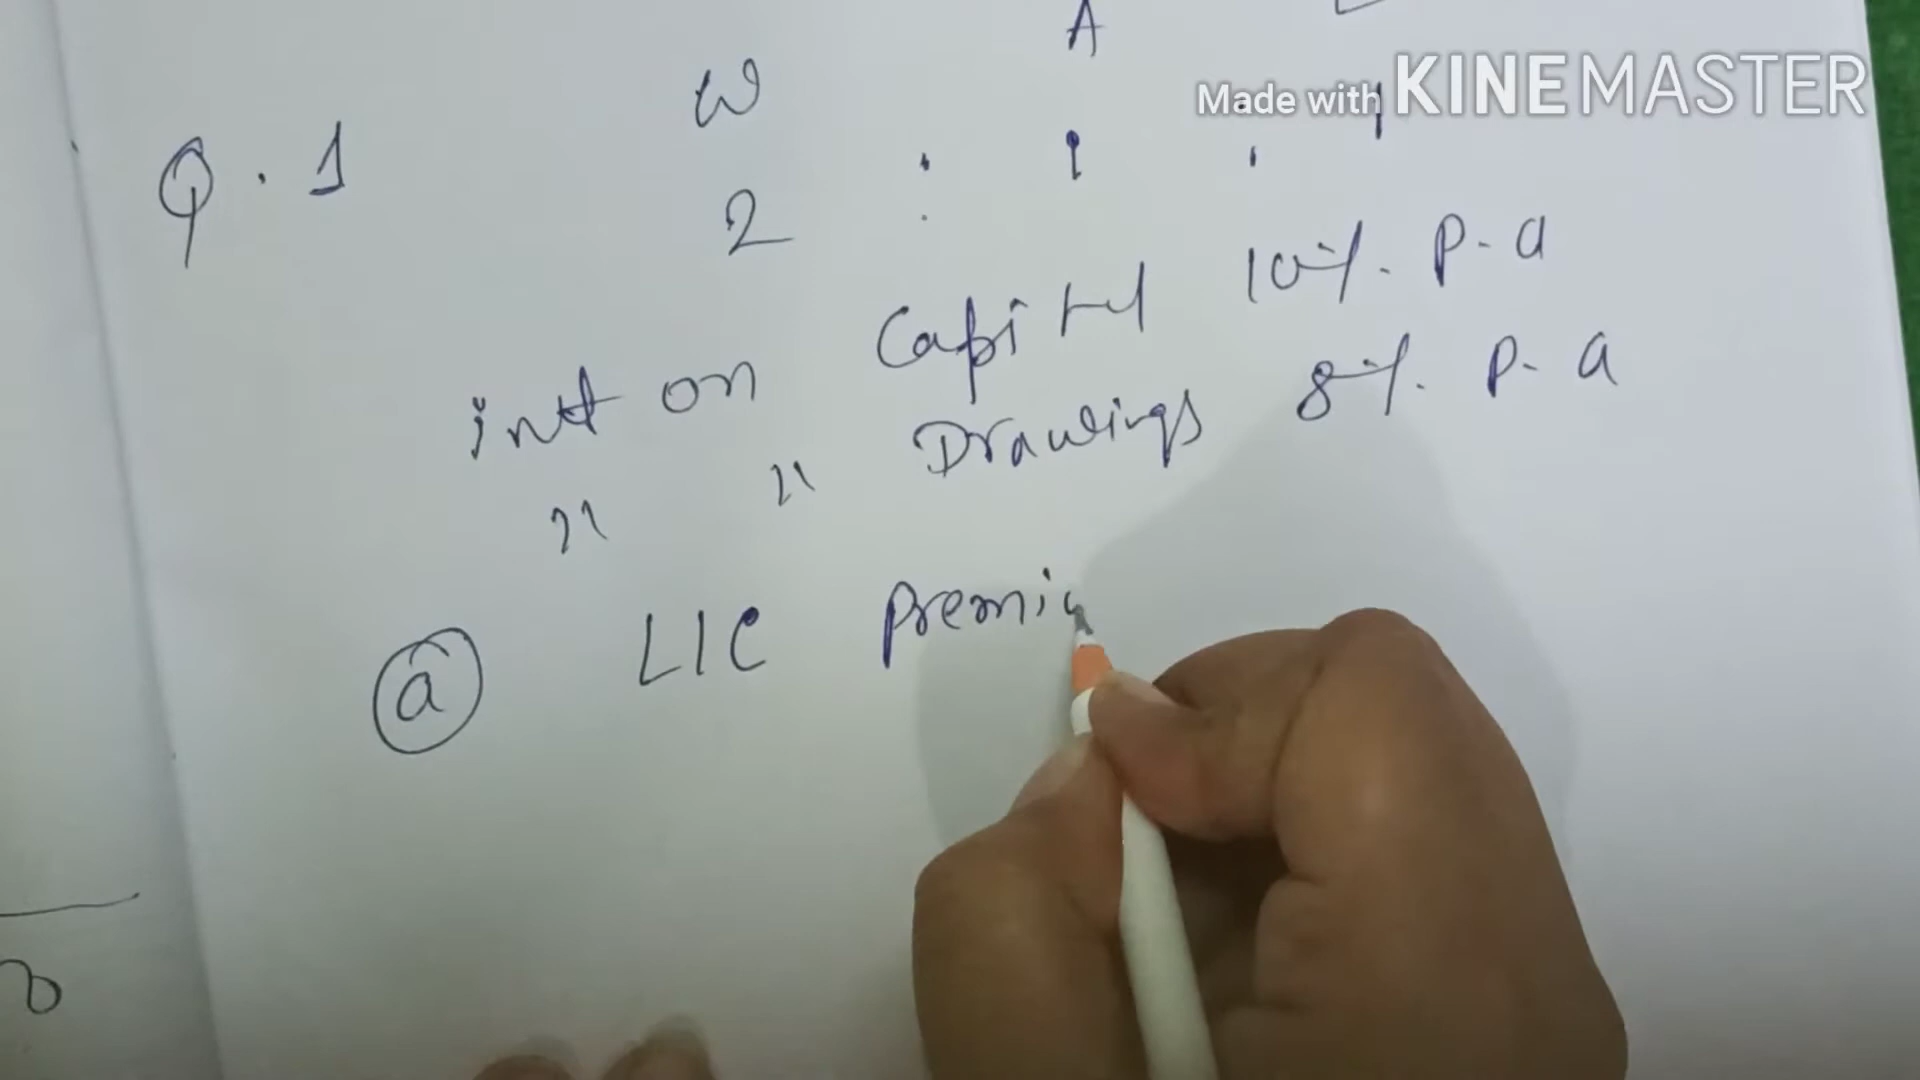 A
Made with KINEMASTER
Q. 1 W
2 : 1 : 1
int on Capital 10%. P.a
" " Drawings 8%. P.a
(a) LIC Premiu